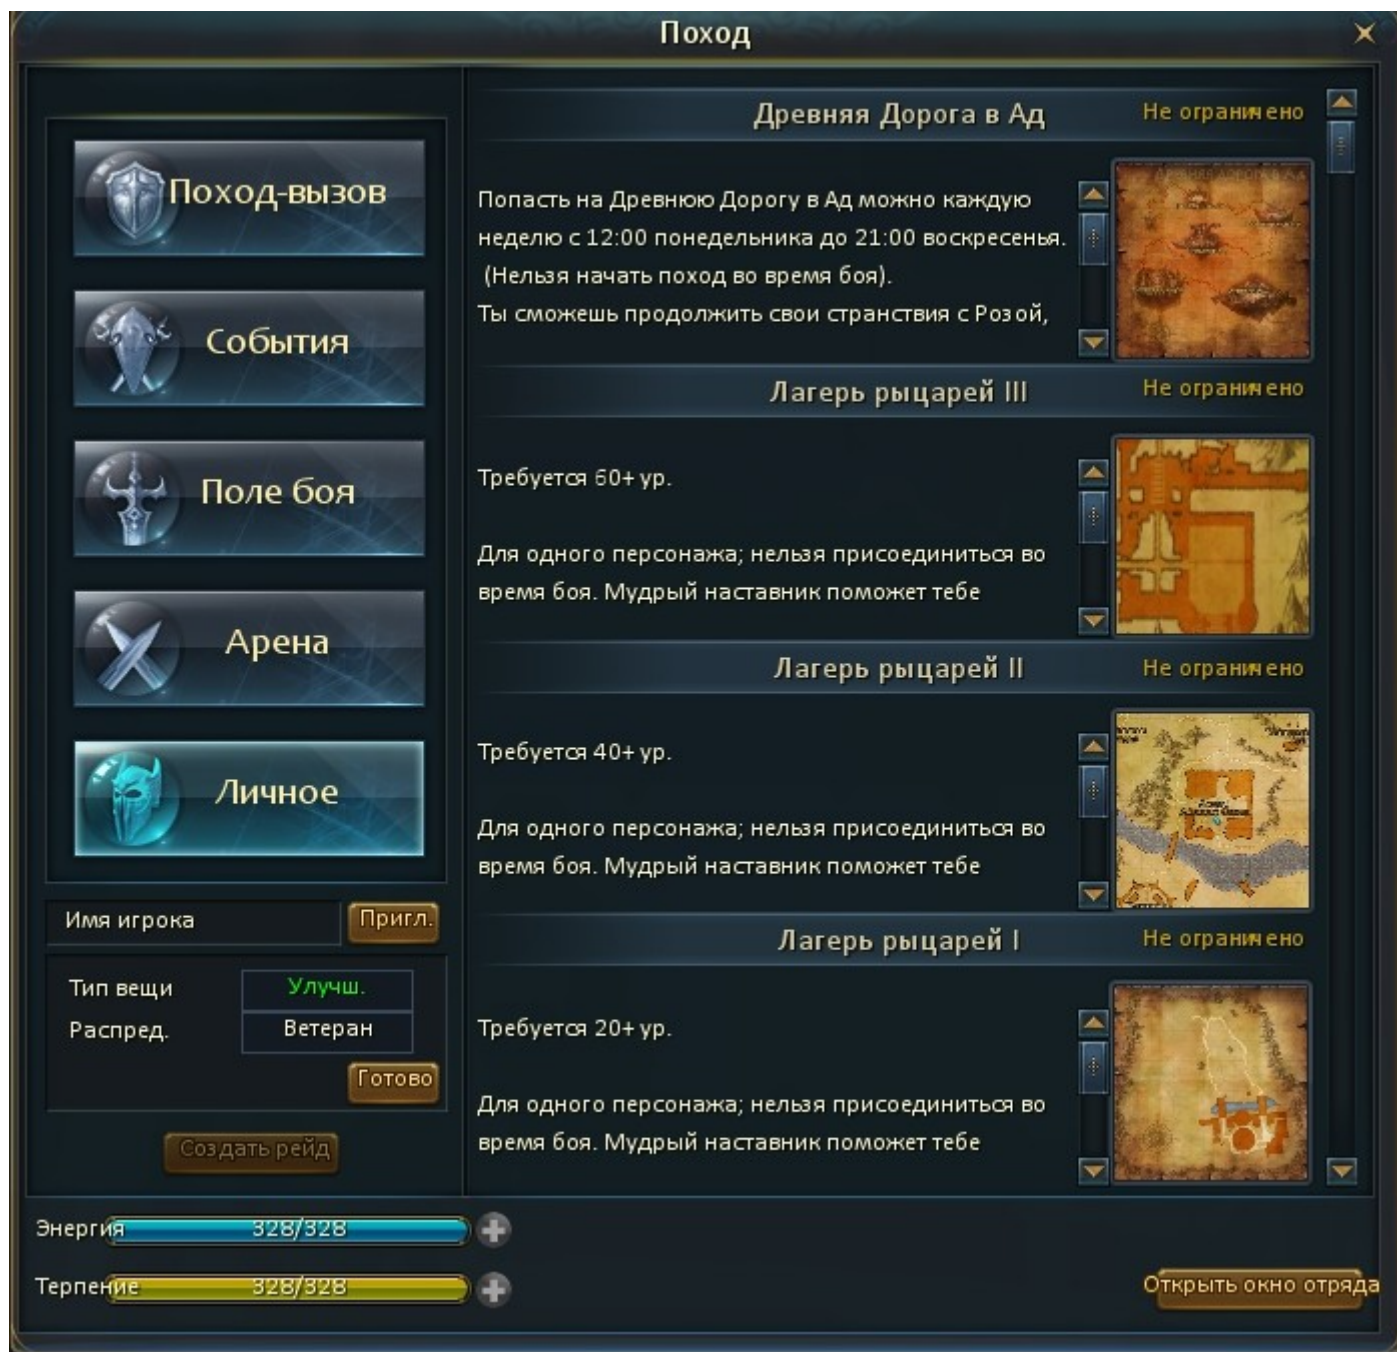 Поход
Поход-вызов
События
Поле боя
Арена
Личное
Имя игрока
Пригл.
Тип вещи
Улучш.
Распред.
Ветеран
Готово
Создать рейд
Древняя Дорога в Ад
Не ограничено
Попасть на Древнюю Дорогу в Ад можно каждую
неделю с 12:00 понедельника до 21:00 воскресенья.
(Нельзя начать поход во время боя).
Ты сможешь продолжить свои странствия с Розой,
Лагерь рыцарей III
Не ограничено
Требуется 60+ ур.
Для одного персонажа; нельзя присоединиться во
время боя. Мудрый наставник поможет тебе
Лагерь рыцарей II
Не ограничено
Требуется 40+ ур.
Для одного персонажа; нельзя присоединиться во
время боя. Мудрый наставник поможет тебе
Лагерь рыцарей I
Не ограничено
Требуется 20+ ур.
Для одного персонажа; нельзя присоединиться во
время боя. Мудрый наставник поможет тебе
Энергия
328/328
Терпение
328/328
Открыть окно отряда